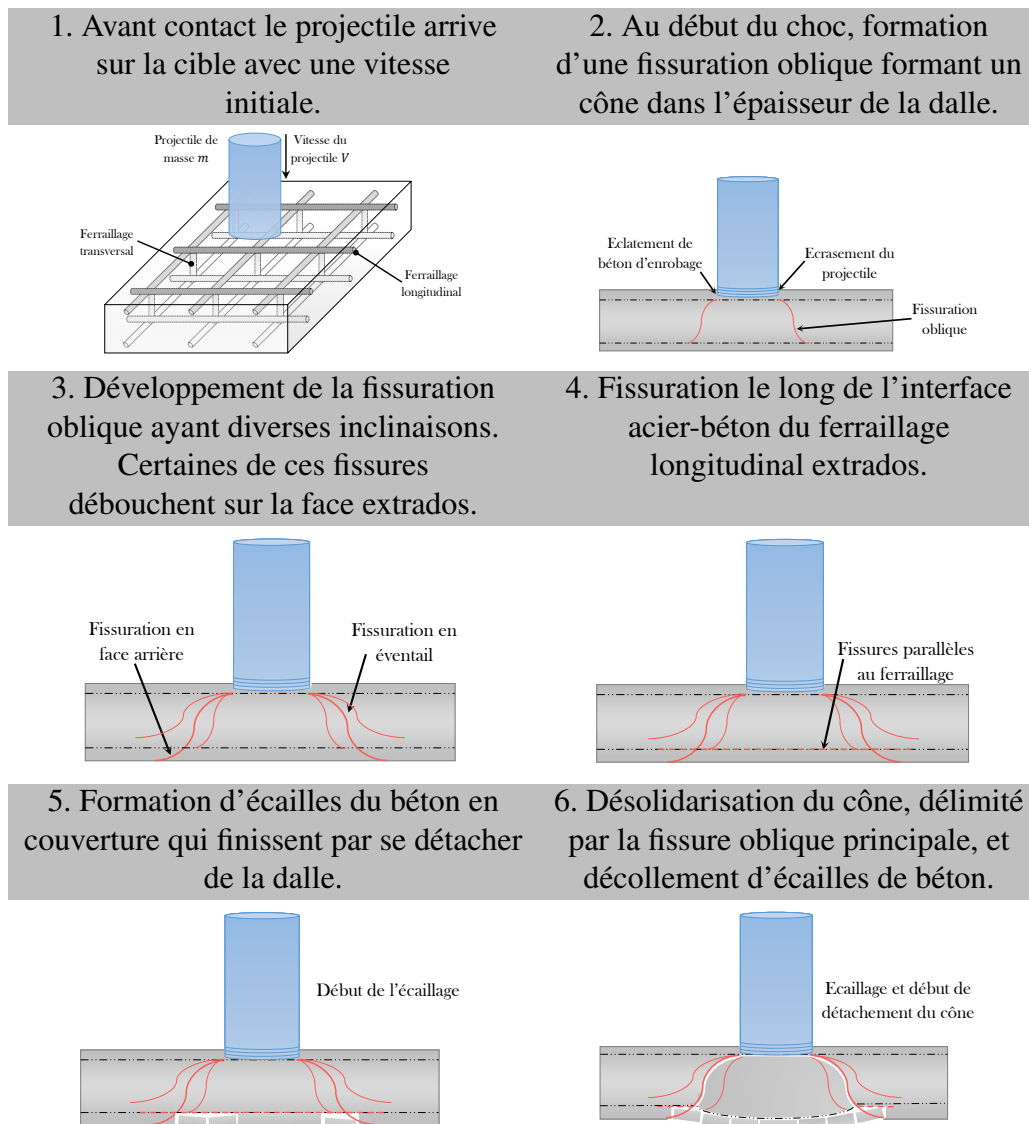 1. Avant contact le projectile arrive
sur la cible avec une vitesse
initiale.
2. Au début du choc, formation
d’une fissuration oblique formant un
cône dans l’épaisseur de la dalle.
Projectile de
masse m
Vitesse du
projectile V
Ferraillage
transversal
Ferraillage
longitudinal
Eclatement de
béton d’enrobage
Ecrasement du
projectile
Fissuration
oblique
3. Développement de la fissuration
oblique ayant diverses inclinaisons.
Certaines de ces fissures
débouchent sur la face extrados.
4. Fissuration le long de l’interface
acier-béton du ferraillage
longitudinal extrados.
Fissuration en
face arrière
Fissuration en
éventail
Fissures parallèles
au ferraillage
5. Formation d’écailles du béton en
couverture qui finissent par se détacher
de la dalle.
6. Désolidarisation du cône, délimité
par la fissure oblique principale, et
décollement d’écailles de béton.
Début de l’écaillage
Ecaillage et début de
détachement du cône